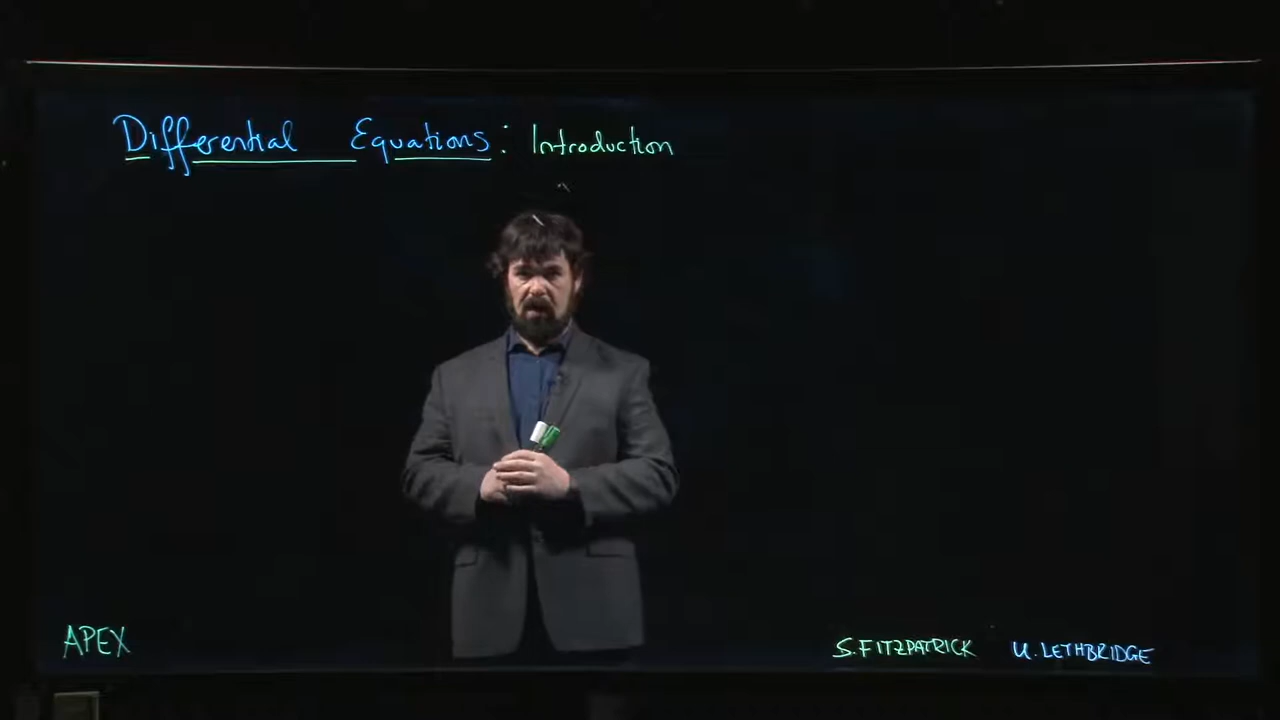 Differential Equations: Introduction
APEX
S. FITZPATRICK U. LETHBRIDGE